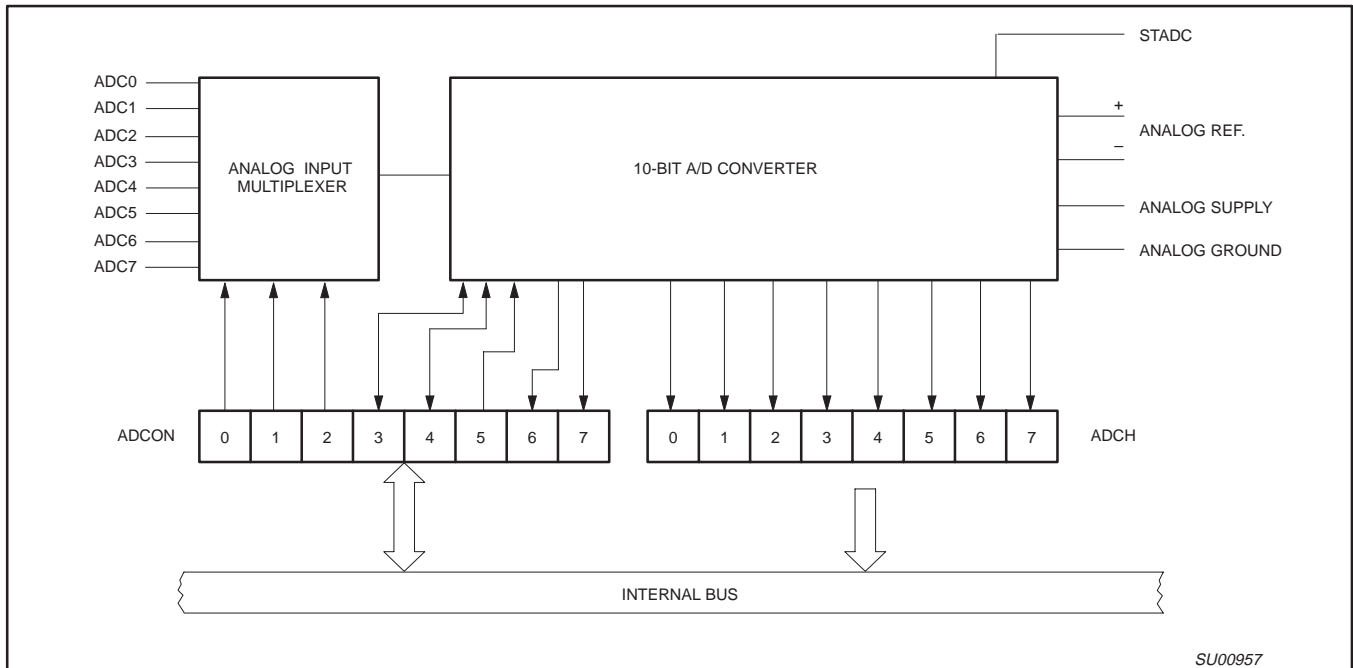 STADC
ADC0
ADC1
ADC2
ADC3
ADC4
ADC5
ADC6
ADC7
ANALOG INPUT
MULTIPLEXER
10-BIT A/D CONVERTER
+
ANALOG REF.
–
ANALOG SUPPLY
ANALOG GROUND
ADCON 0 1 2 3 4 5 6 7
0 1 2 3 4 5 6 7 ADCH
INTERNAL BUS
SU00957